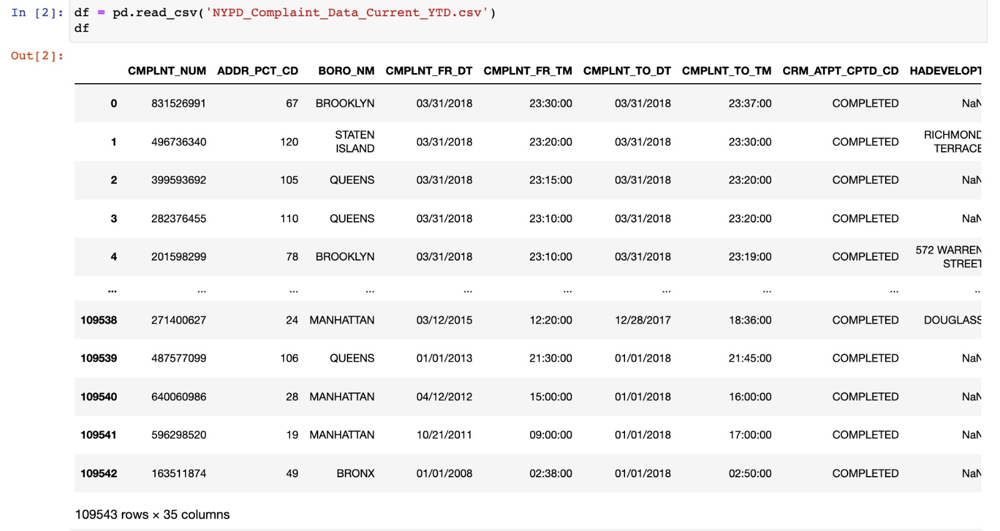 In [2]: df = pd.read_csv('NYPD_Complaint_Data_Current_YTD.csv')
df
Out[2]:
CMPLNT_NUM ADDR_PCT_CD BORO_NM CMPLNT_FR_DT CMPLNT_FR_TM CMPLNT_TO_DT CMPLNT_TO_TM CRM_ATPT_CPTD_CD HADEVELOPT
0 831526991 67 BROOKLYN 03/31/2018 23:30:00 03/31/2018 23:37:00 COMPLETED NaN
1 496736340 120 STATEN ISLAND 03/31/2018 23:20:00 03/31/2018 23:30:00 COMPLETED RICHMOND TERRACE
2 399593692 105 QUEENS 03/31/2018 23:15:00 03/31/2018 23:20:00 COMPLETED NaN
3 282376455 110 QUEENS 03/31/2018 23:10:00 03/31/2018 23:20:00 COMPLETED NaN
4 201598299 78 BROOKLYN 03/31/2018 23:10:00 03/31/2018 23:19:00 COMPLETED 572 WARREN STREET
... ... ... ... ... ... ... ... ... ..
109538 271400627 24 MANHATTAN 03/12/2015 12:20:00 12/28/2017 18:36:00 COMPLETED DOUGLASS
109539 487577099 106 QUEENS 01/01/2013 21:30:00 01/01/2018 21:45:00 COMPLETED NaN
109540 640060986 28 MANHATTAN 04/12/2012 15:00:00 01/01/2018 16:00:00 COMPLETED NaN
109541 596298520 19 MANHATTAN 10/21/2011 09:00:00 01/01/2018 17:00:00 COMPLETED NaN
109542 163511874 49 BRONX 01/01/2008 02:38:00 01/01/2018 02:50:00 COMPLETED NaN
109543 rows × 35 columns